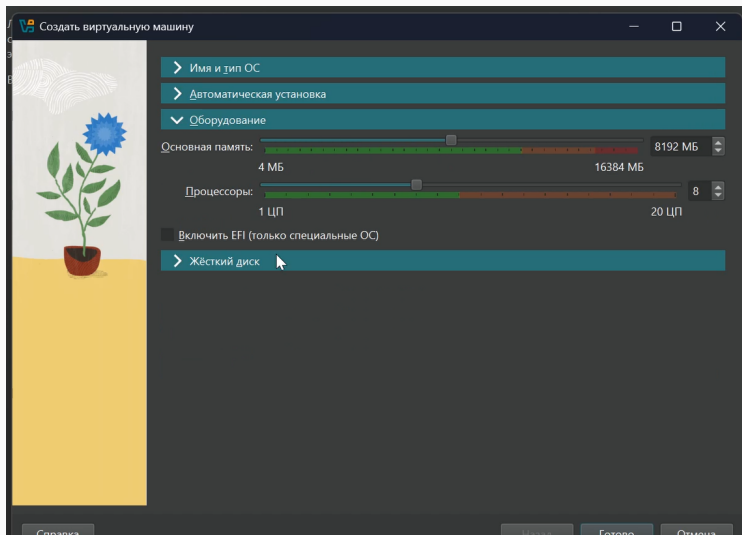 Создать виртуальную машину
Имя и тип ОС
Автоматическая установка
Оборудование
Основная память: 8192 МБ
4 МБ 16384 МБ
Процессоры: 8
1 ЦП 20 ЦП
Включить EFI (только специальные ОС)
Жёсткий диск
Справка Назад Готово Отмена